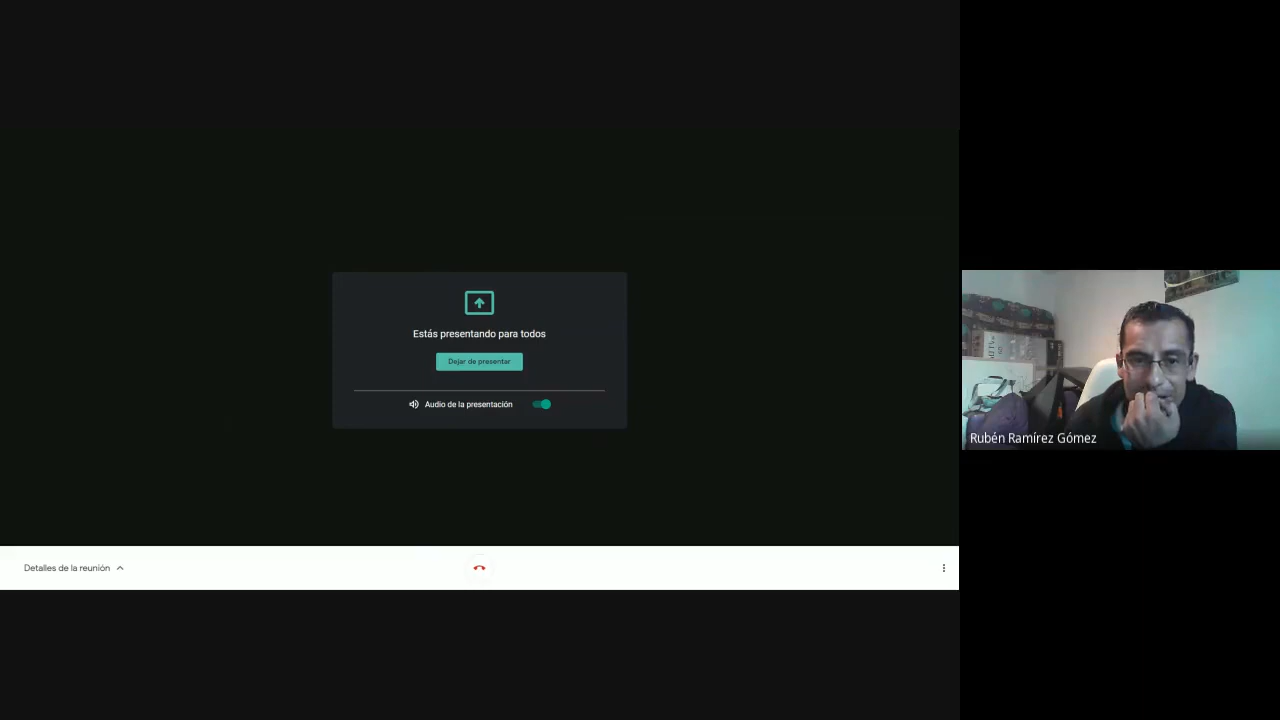 Estás presentando para todos
Dejar de presentar
Audio de la presentación
Detalles de la reunión
Rubén Ramírez Gómez